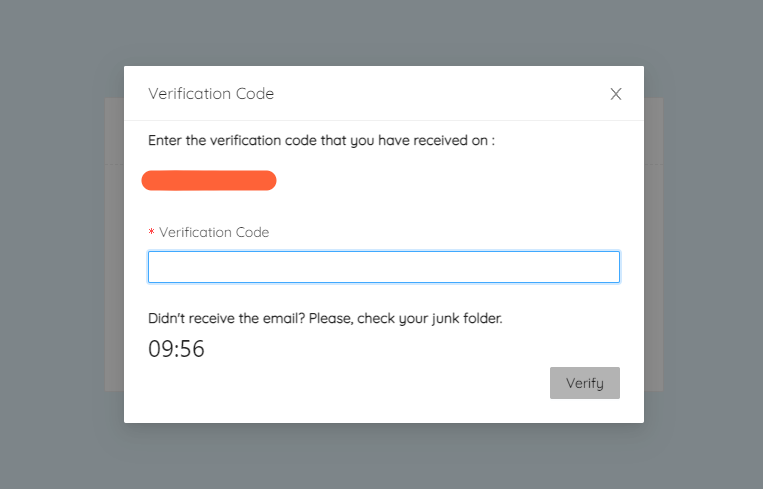 Verification Code
Enter the verification code that you have received on :
* Verification Code
Didn't receive the email? Please, check your junk folder.
09:56
Verify